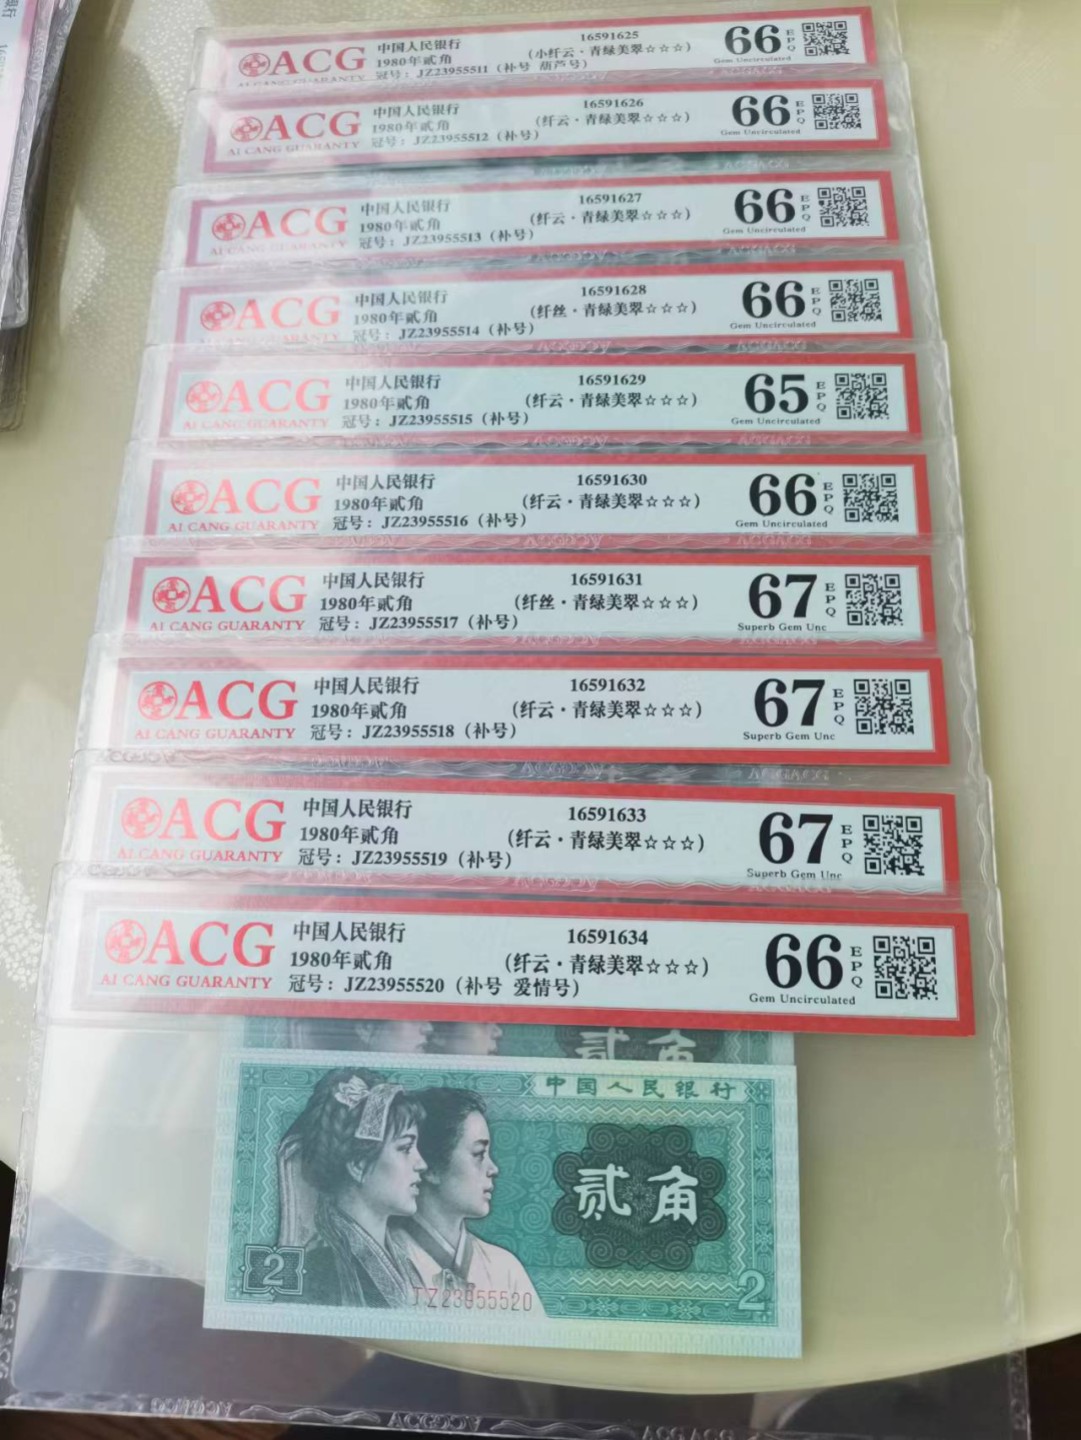 ACG 中国人民银行 16591625 66 EPQ
1980年贰角 (小纤云·青绿美翠☆☆☆)
AI CANG GUARANTY 冠号: JZ23955511 (补号 葫芦号) Gem Uncirculated
ACG 中国人民银行 16591626 66 EPQ
1980年贰角 (纤云·青绿美翠☆☆☆)
AI CANG GUARANTY 冠号: JZ23955512 (补号) Gem Uncirculated
ACG 中国人民银行 16591627 66 EPQ
1980年贰角 (纤云·青绿美翠☆☆☆)
AI CANG GUARANTY 冠号: JZ23955513 (补号) Gem Uncirculated
ACG 中国人民银行 16591628 66 EPQ
1980年贰角 (纤丝·青绿美翠☆☆☆)
AI CANG GUARANTY 冠号: JZ23955514 (补号) Gem Uncirculated
ACG 中国人民银行 16591629 65 EPQ
1980年贰角 (纤云·青绿美翠☆☆☆)
AI CANG GUARANTY 冠号: JZ23955515 (补号) Gem Uncirculated
ACG 中国人民银行 16591630 66 EPQ
1980年贰角 (纤云·青绿美翠☆☆☆)
AI CANG GUARANTY 冠号: JZ23955516 (补号) Gem Uncirculated
ACG 中国人民银行 16591631 67 EPQ
1980年贰角 (纤丝·青绿美翠☆☆☆)
AI CANG GUARANTY 冠号: JZ23955517 (补号) Superb Gem Unc
ACG 中国人民银行 16591632 67 EPQ
1980年贰角 (纤云·青绿美翠☆☆☆)
AI CANG GUARANTY 冠号: JZ23955518 (补号) Superb Gem Unc
ACG 中国人民银行 16591633 67 EPQ
1980年贰角 (纤云·青绿美翠☆☆☆)
AI CANG GUARANTY 冠号: JZ23955519 (补号) Superb Gem Unc
ACG 中国人民银行 16591634 66 EPQ
1980年贰角 (纤云·青绿美翠☆☆☆)
AI CANG GUARANTY 冠号: JZ23955520 (补号 爱情号) Gem Uncirculated
贰角
中国人民银行 2
贰角
2 2
JZ23955520